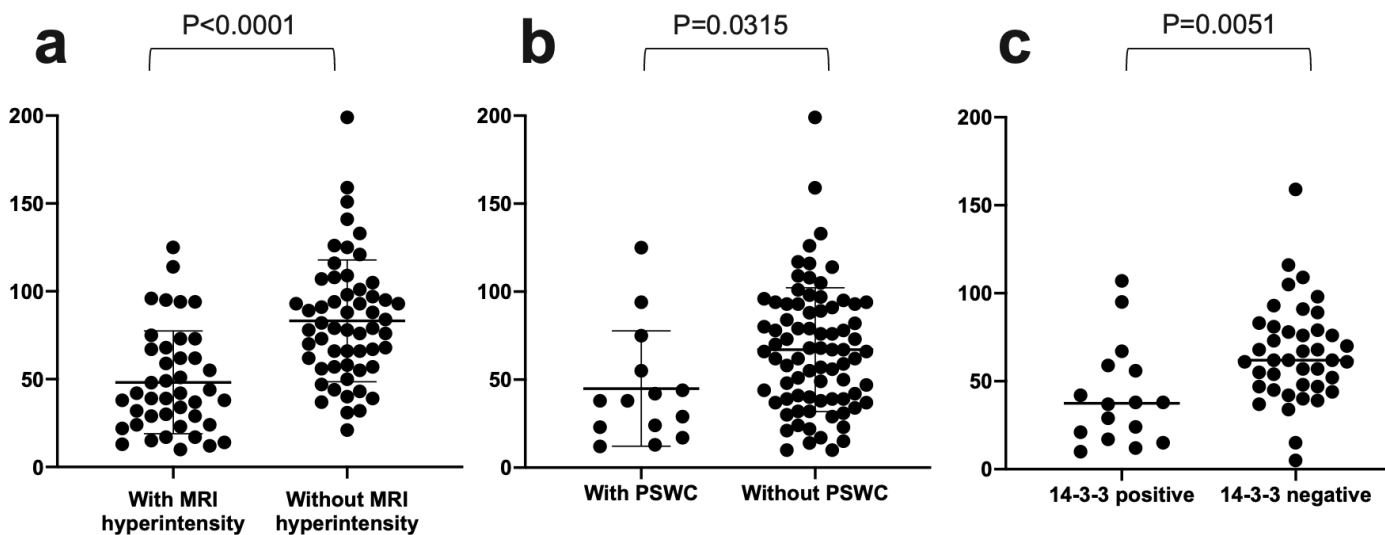 a
P<0.0001
200
150
100
50
0
With MRI
hyperintensity
Without MRI
hyperintensity
b
P=0.0315
200
150
100
50
0
With PSWC
Without PSWC
c
P=0.0051
200
150
100
50
0
14-3-3 positive
14-3-3 negative